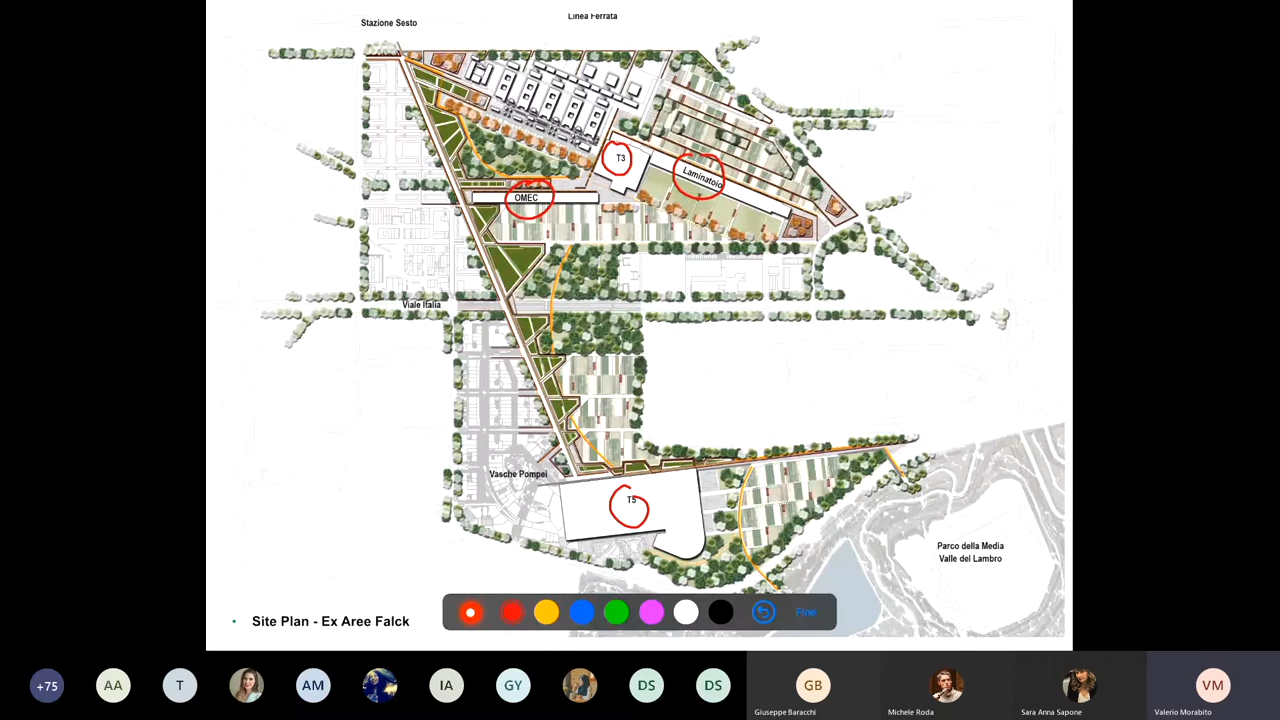 Linea Ferrata
Stazione Sesto
T3
Laminatoio
OMEC
Viale Italia
Vasche Pompei
T5
Parco della Media
Valle del Lambro
Site Plan - Ex Aree Falck
Fine
+75
AA
T
AM
IA
GY
DS
DS
GB
VM
Giuseppe Baracchi
Michele Roda
Sara Anna Sapone
Valerio Morabito